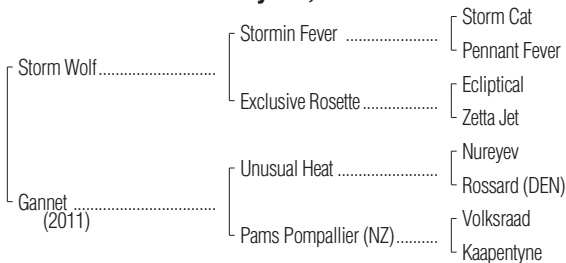 Storm Cat
Stormin Fever ..................
Pennant Fever
Storm Wolf.......................
Ecliptical
Exclusive Rosette..............
Zetta Jet
Nureyev
Unusual Heat ...................
Rossard (DEN)
Gannet ............................
(2011)
Volksraad
Pams Pompallier (NZ)........
Kaapentyne